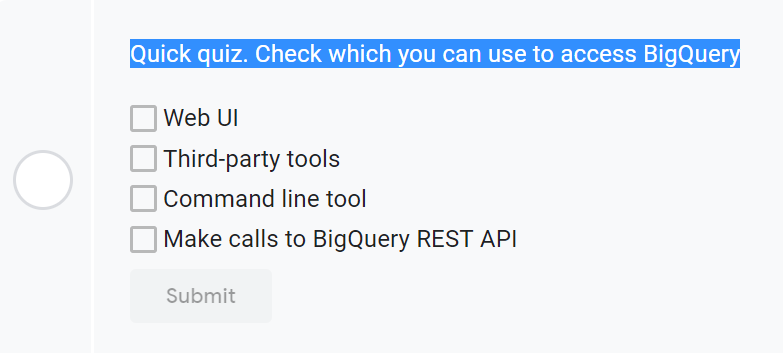 Quick quiz. Check which you can use to access BigQuery
Web UI
Third-party tools
Command line tool
Make calls to BigQuery REST API
Submit